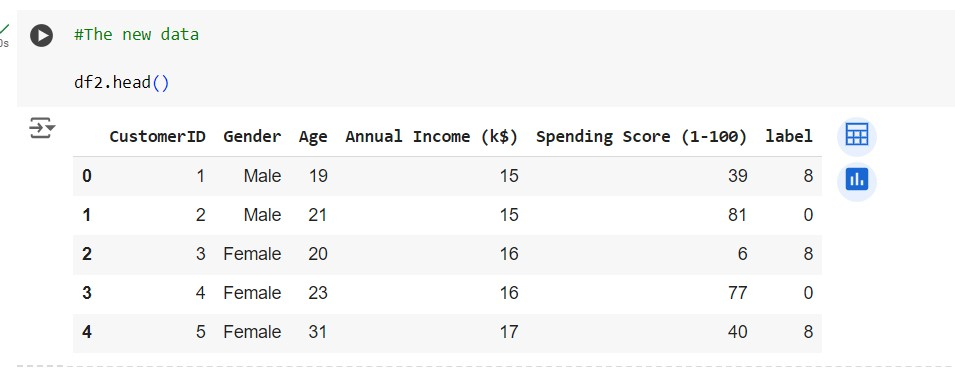 0s
#The new data
df2.head()
CustomerID Gender Age Annual Income (k$) Spending Score (1-100) label
0 1 Male 19 15 39 8
1 2 Male 21 15 81 0
2 3 Female 20 16 6 8
3 4 Female 23 16 77 0
4 5 Female 31 17 40 8